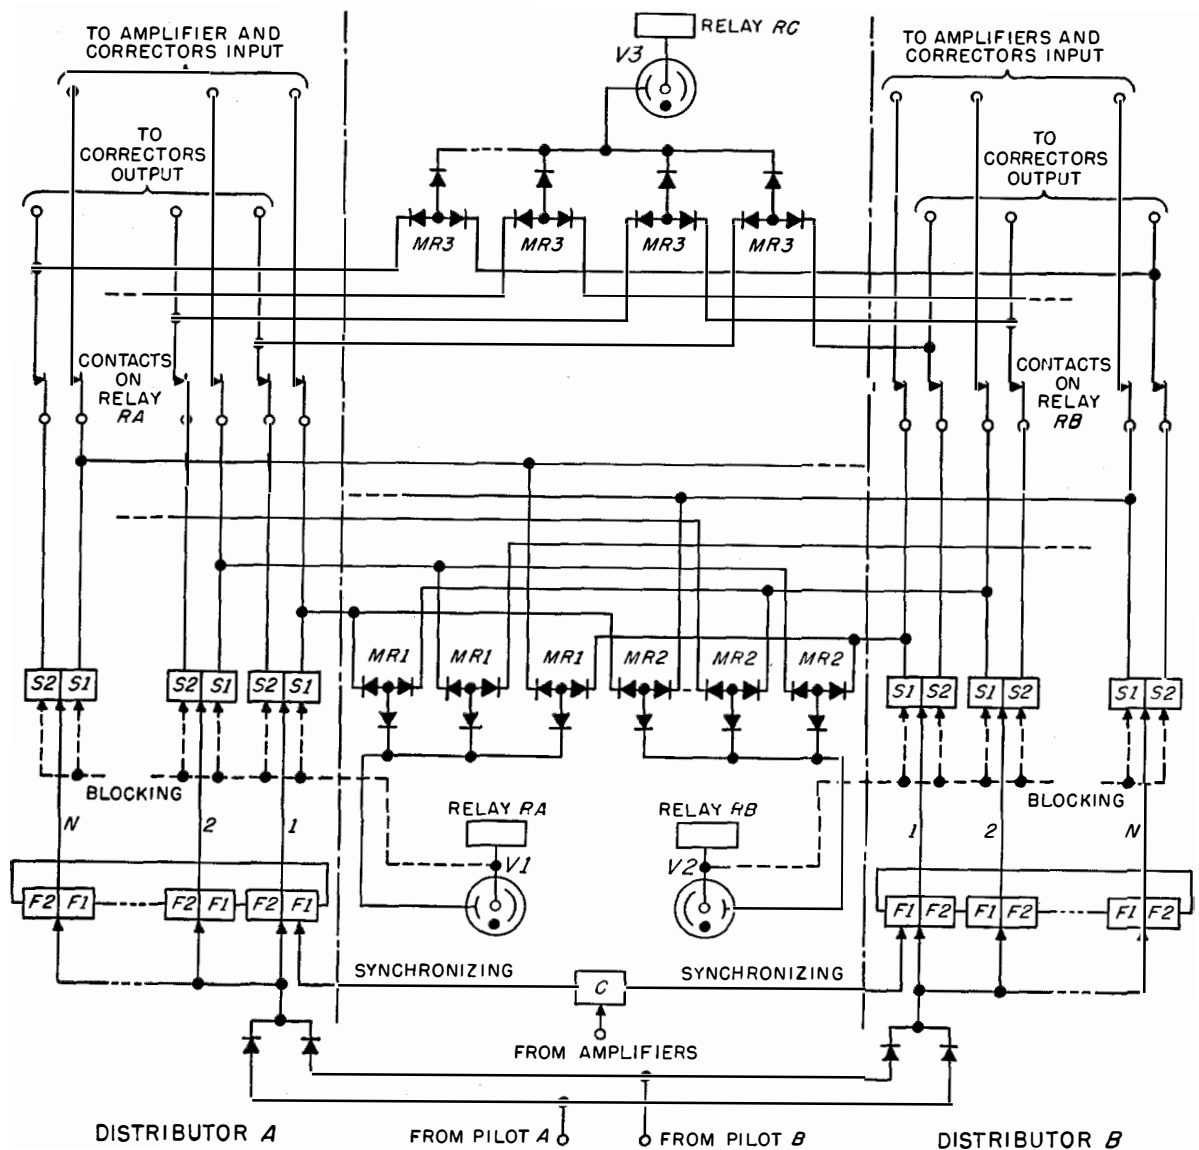 TO AMPLIFIER AND
CORRECTORS INPUT
RELAY RC
V3
TO AMPLIFIERS AND
CORRECTORS INPUT
TO
CORRECTORS
OUTPUT
TO
CORRECTORS
OUTPUT
MR3 MR3 MR3 MR3
CONTACTS
ON
RELAY
RA
CONTACTS
ON
RELAY
RB
MR1 MR1 MR1 MR2 MR2 MR2
S2 S1 S2 S1 S2 S1
S1 S2 S1 S2 S1 S2
BLOCKING
BLOCKING
RELAY RA
RELAY RB
N 2 1
V1
V2
1 2 N
F2 F1 F2 F1 F2 F1
F1 F2 F1 F2 F1 F2
SYNCHRONIZING
C
SYNCHRONIZING
FROM AMPLIFIERS
DISTRIBUTOR A
FROM PILOT A
FROM PILOT B
DISTRIBUTOR B